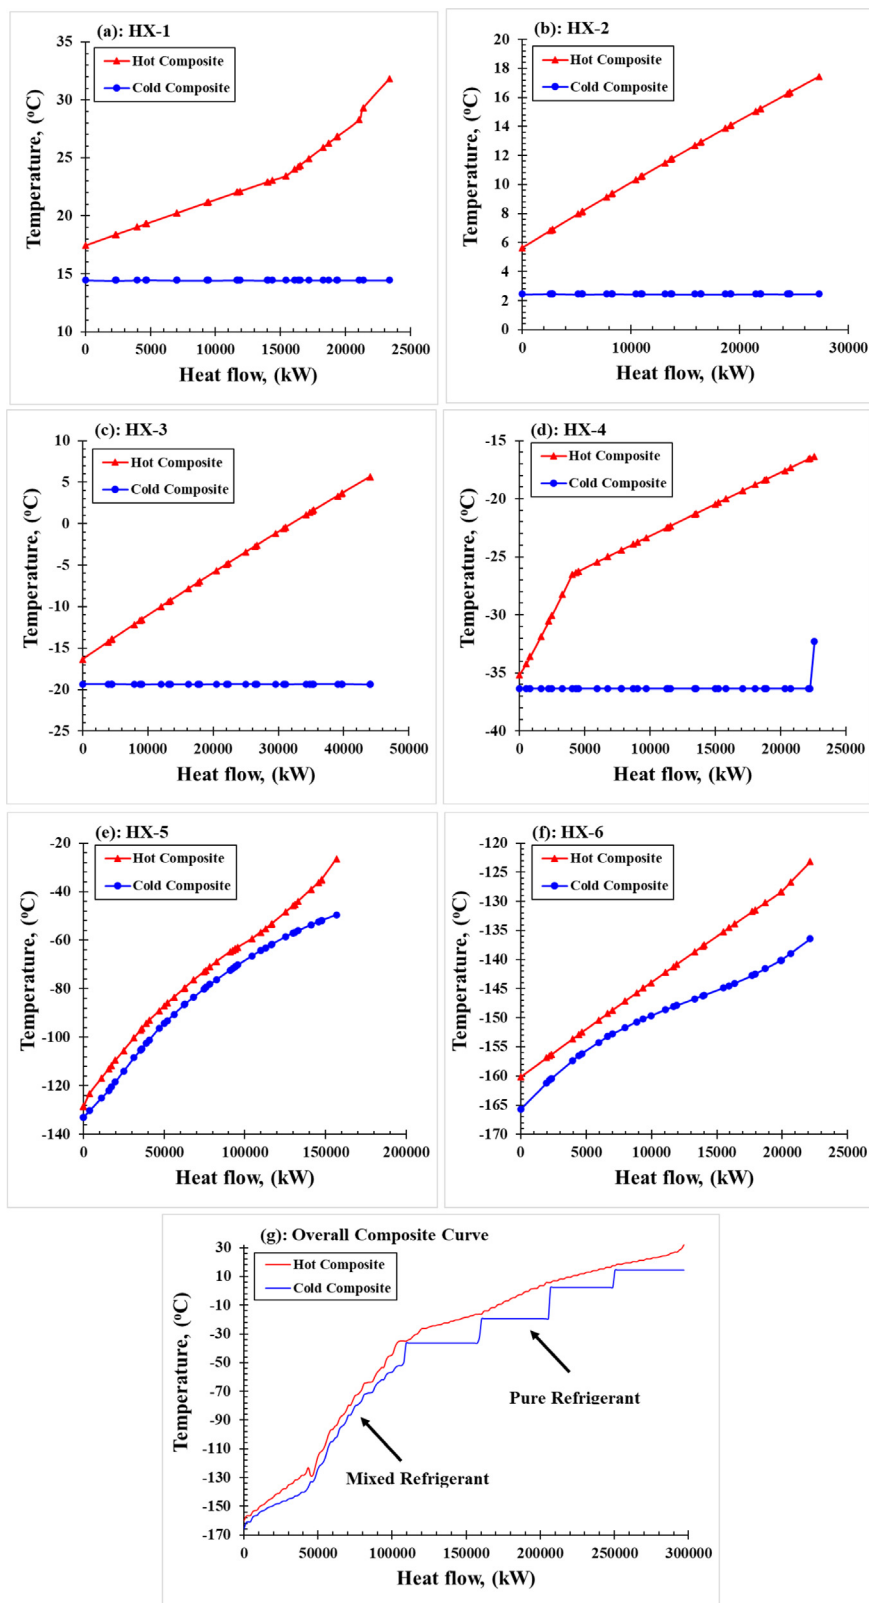 (a): HX-1
Hot Composite
Cold Composite
Temperature, (°C)
35
30
25
20
15
10
0
5000
10000
15000
20000
25000
Heat flow, (kW)
(b): HX-2
Hot Composite
Cold Composite
Temperature, (°C)
20
18
16
14
12
10
8
6
4
2
0
0
10000
20000
30000
Heat flow, (kW)
(c): HX-3
Hot Composite
Cold Composite
Temperature, (°C)
10
5
0
-5
-10
-15
-20
-25
0
10000
20000
30000
40000
50000
Heat flow, (kW)
(d): HX-4
Hot Composite
Cold Composite
Temperature, (°C)
-15
-20
-25
-30
-35
-40
0
5000
10000
15000
20000
25000
Heat flow, (kW)
(e): HX-5
Hot Composite
Cold Composite
Temperature, (°C)
-20
-40
-60
-80
-100
-120
-140
0
50000
100000
150000
200000
Heat flow, (kW)
(f): HX-6
Hot Composite
Cold Composite
Temperature, (°C)
-120
-125
-130
-135
-140
-145
-150
-155
-160
-165
-170
0
5000
10000
15000
20000
25000
Heat flow, (kW)
(g): Overall Composite Curve
Hot Composite
Cold Composite
Temperature, (°C)
30
10
-10
-30
-50
-70
-90
-110
-130
-150
-170
Pure Refrigerant
Mixed Refrigerant
0
50000
100000
150000
200000
250000
300000
Heat flow, (kW)